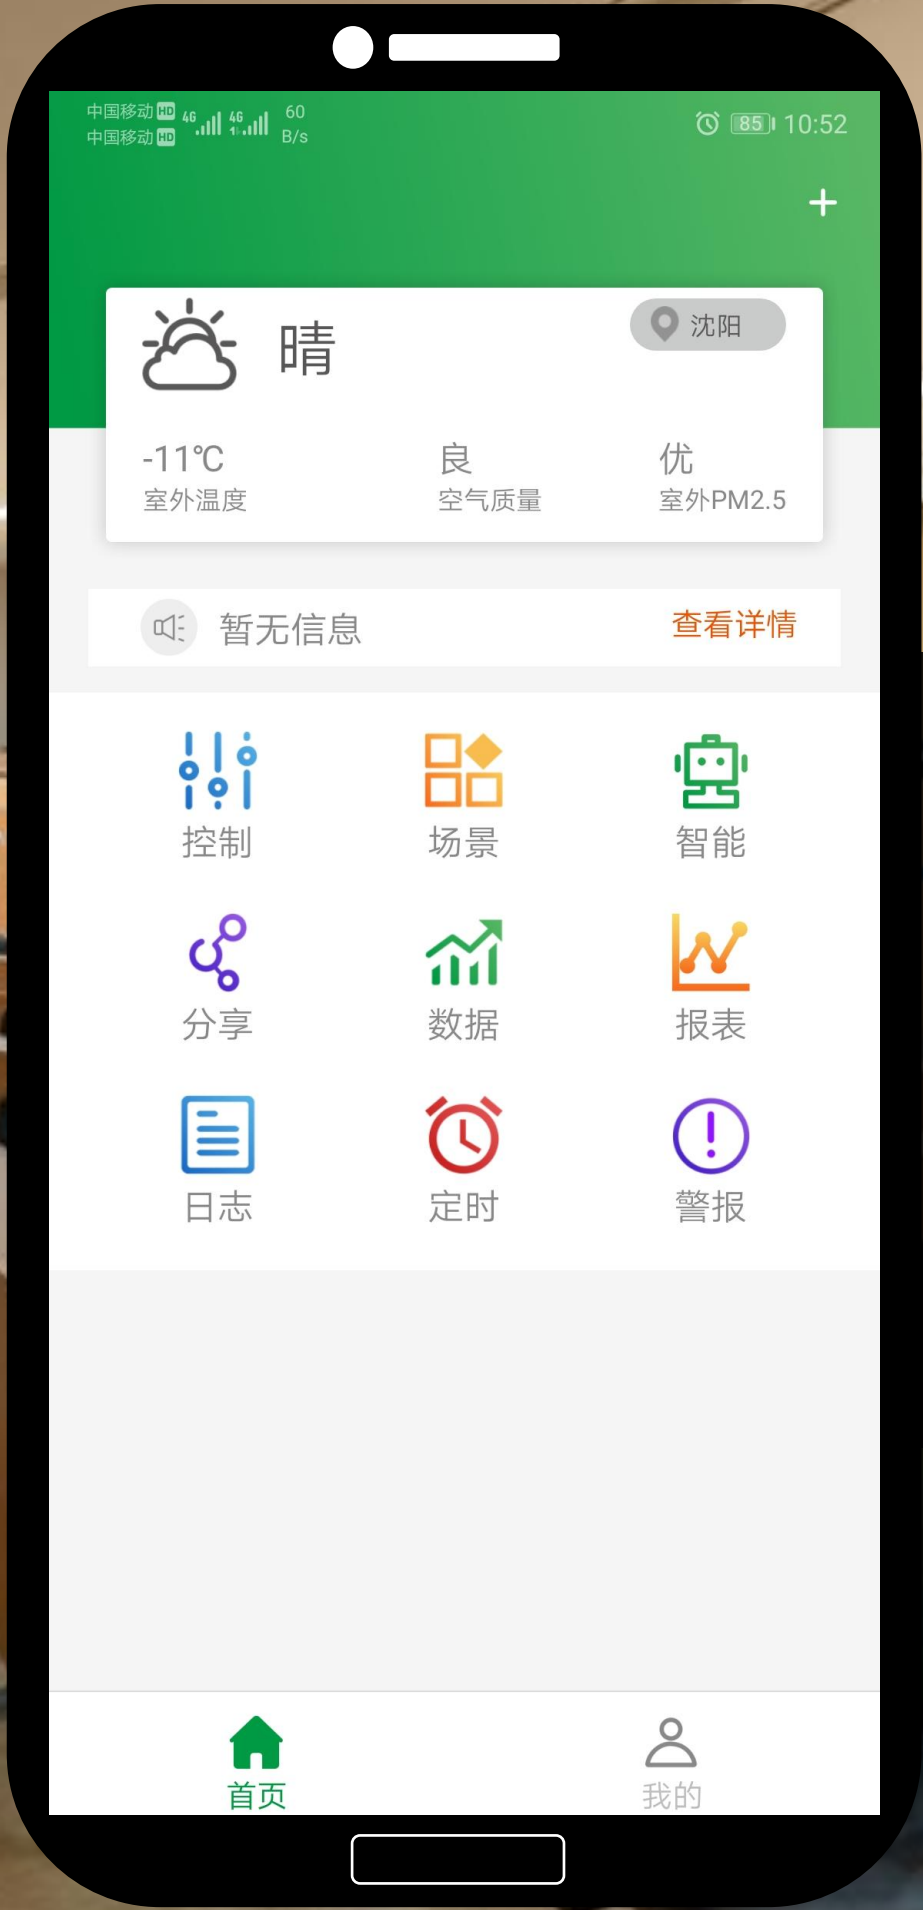 中国移动 HD 4G 4G 60
中国移动 HD 1 B/s
85 10:52
+
晴
沈阳
-11℃ 良 优
室外温度 空气质量 室外PM2.5
暂无信息 查看详情
控制 场景 智能
分享 数据 报表
日志 定时 警报
首页 我的